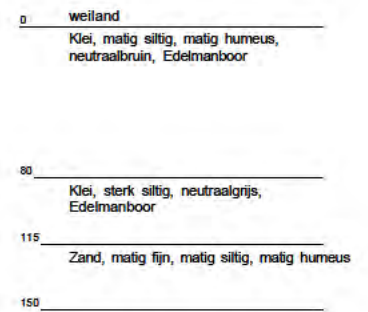 0 weiland
Klei, matig siltig, matig humeus,
neutraalbruin, Edelmanboor
80
Klei, sterk siltig, neutraalgrijs,
Edelmanboor
115
Zand, matig fijn, matig siltig, matig humeus
150